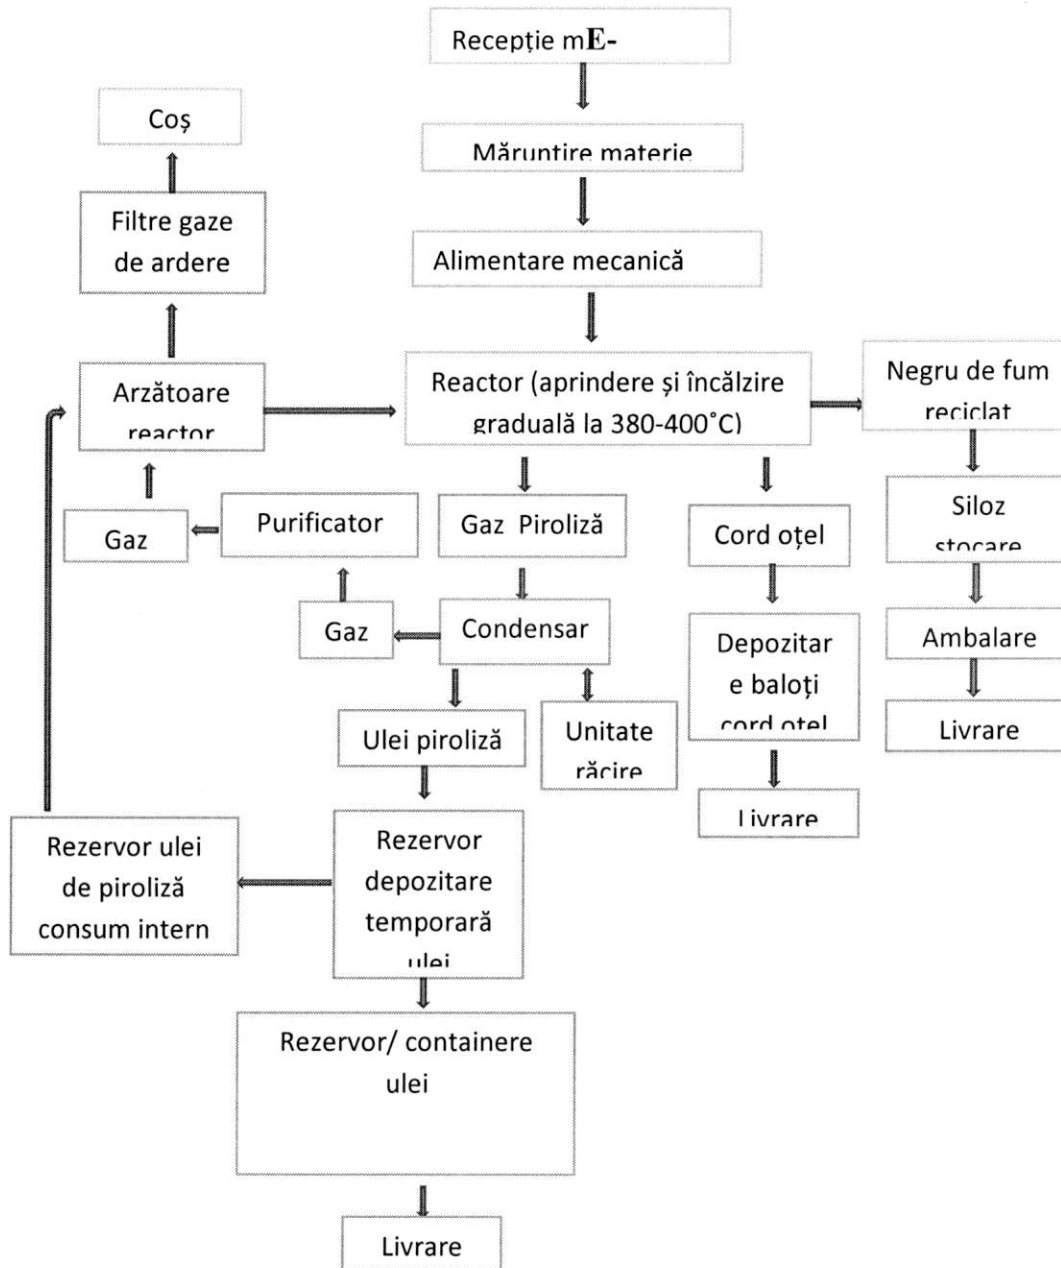 Recepție mE-
Coș
Măruntire materie
Filtre gaze
de ardere
Alimentare mecanică
Arzătoare
reactor
Reactor (aprindere și încălzire
graduală la 380-400˚C)
Negru de fum
reciclat
Gaz
Purificator
Gaz Piroliză
Cord oțel
Siloz
stocare
Gaz
Condensar
Depozitar
e baloți
cord oțel
Ambalare
Ulei piroliză
Unitate
răcire
Livrare
Livrare
Rezervor ulei
de piroliză
consum intern
Rezervor
depozitare
temporară
ulei
Rezervor/ containere
ulei
Livrare